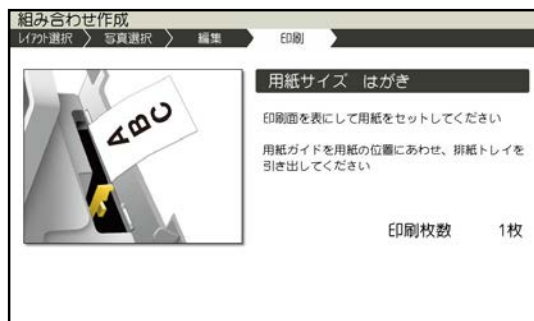 組み合わせ作成
ﾚｲｱｳﾄ選択 〉 写真選択 〉 編集 印刷
用紙サイズ はがき
印刷面を表にして用紙をセットしてください
用紙ガイドを用紙の位置にあわせ、排紙トレイを
引き出してください
ABC
印刷枚数 1枚